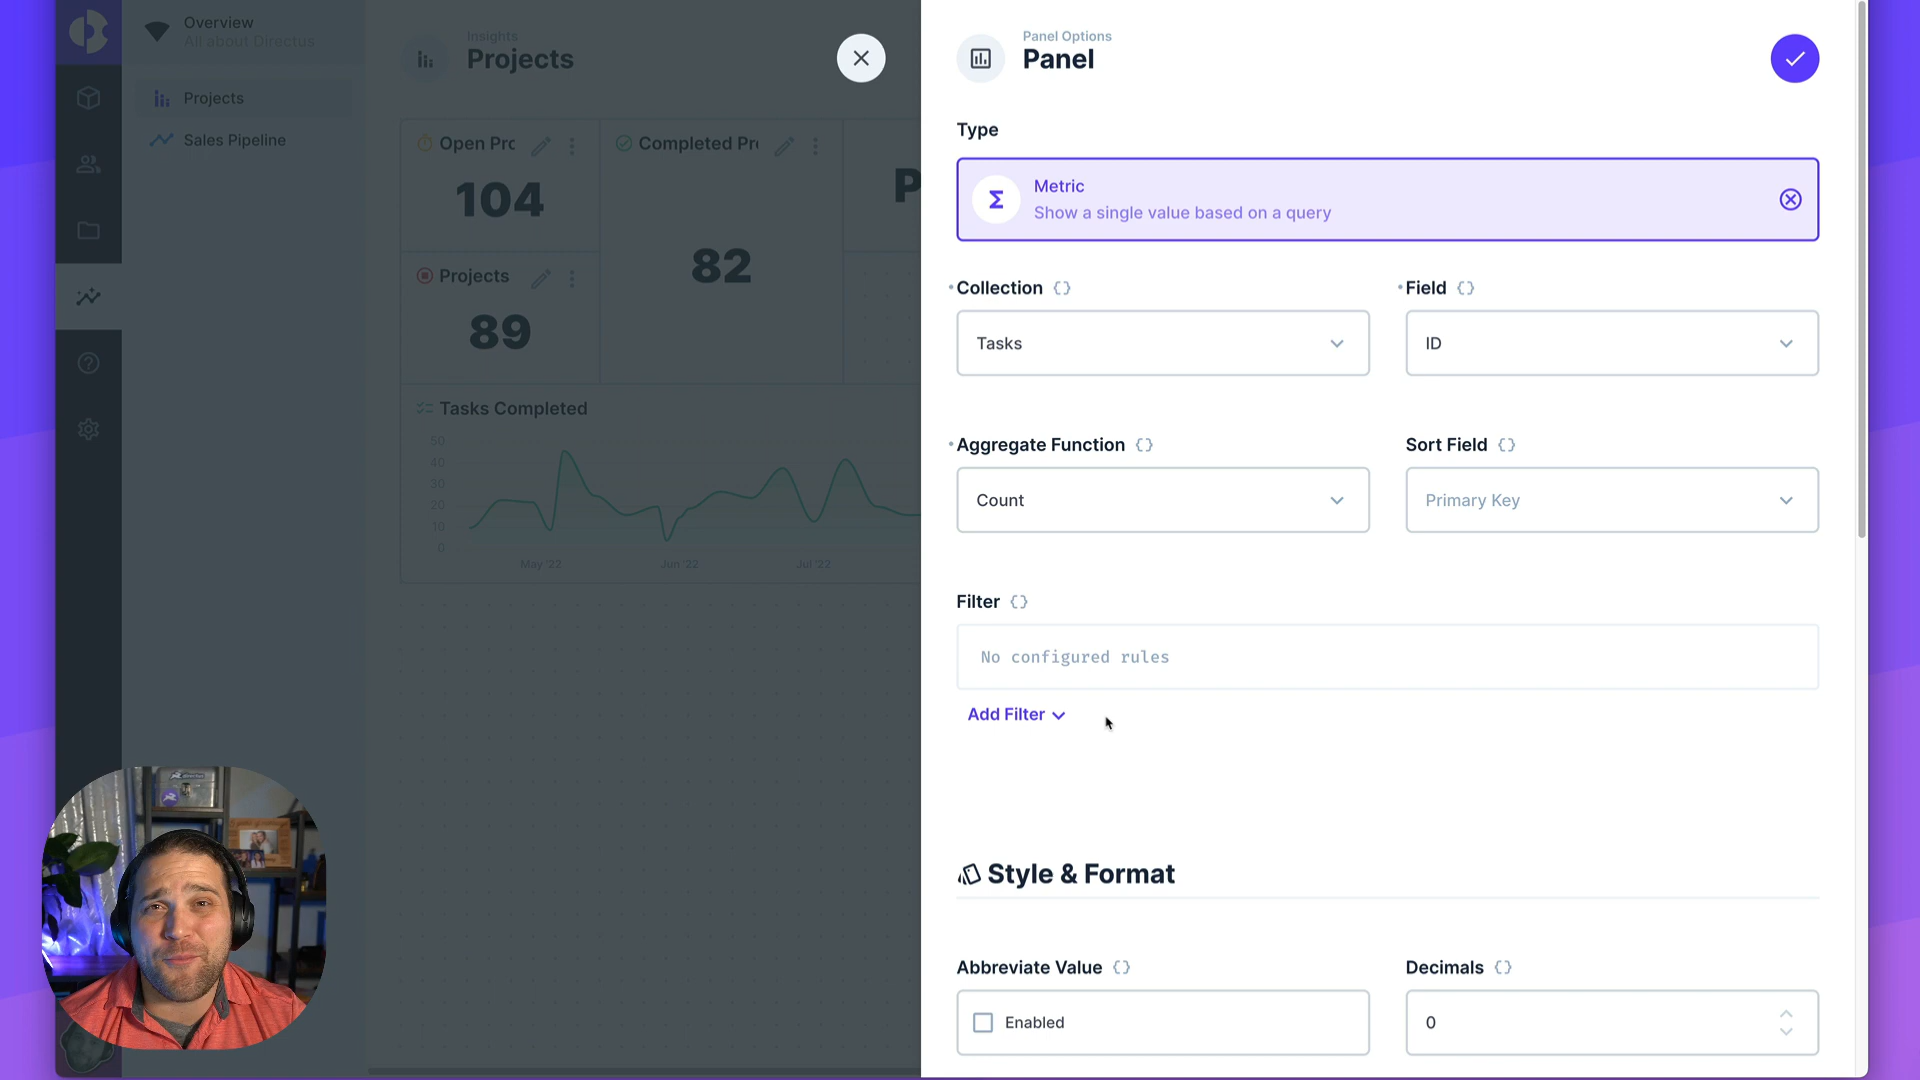 Overview
All about Directus
Projects
Sales Pipeline
Insights
Projects
Open Prc
104
Completed Pr
82
P
Projects
89
Tasks Completed
50
40
30
20
10
0
May '22
Jun '22
Jul '22
Panel Options
Panel
Type
Metric
Show a single value based on a query
Collection
Tasks
Field
ID
Aggregate Function
Count
Sort Field
Primary Key
Filter
No configured rules
Add Filter
Style & Format
Abbreviate Value
Enabled
Decimals
0